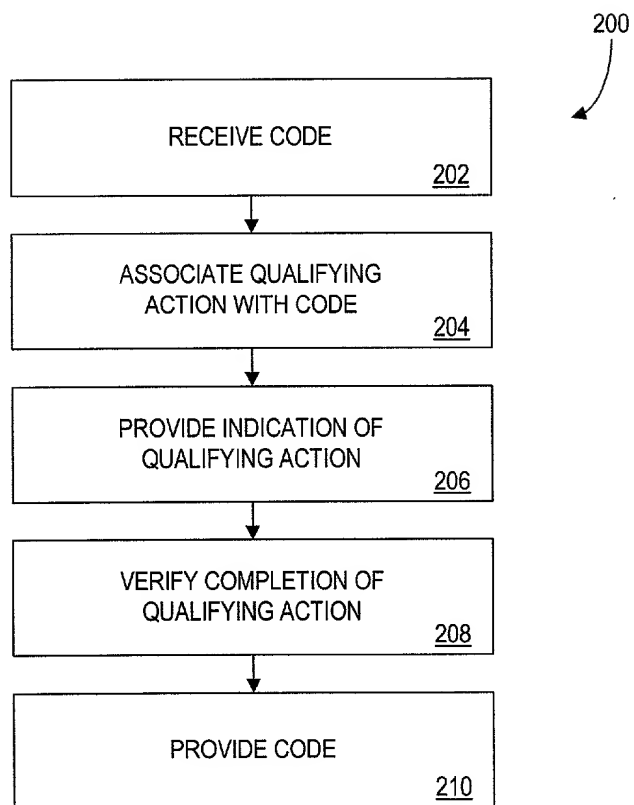 200
RECEIVE CODE
202
ASSOCIATE QUALIFYING
ACTION WITH CODE
204
PROVIDE INDICATION OF
QUALIFYING ACTION
206
VERIFY COMPLETION OF
QUALIFYING ACTION
208
PROVIDE CODE
210